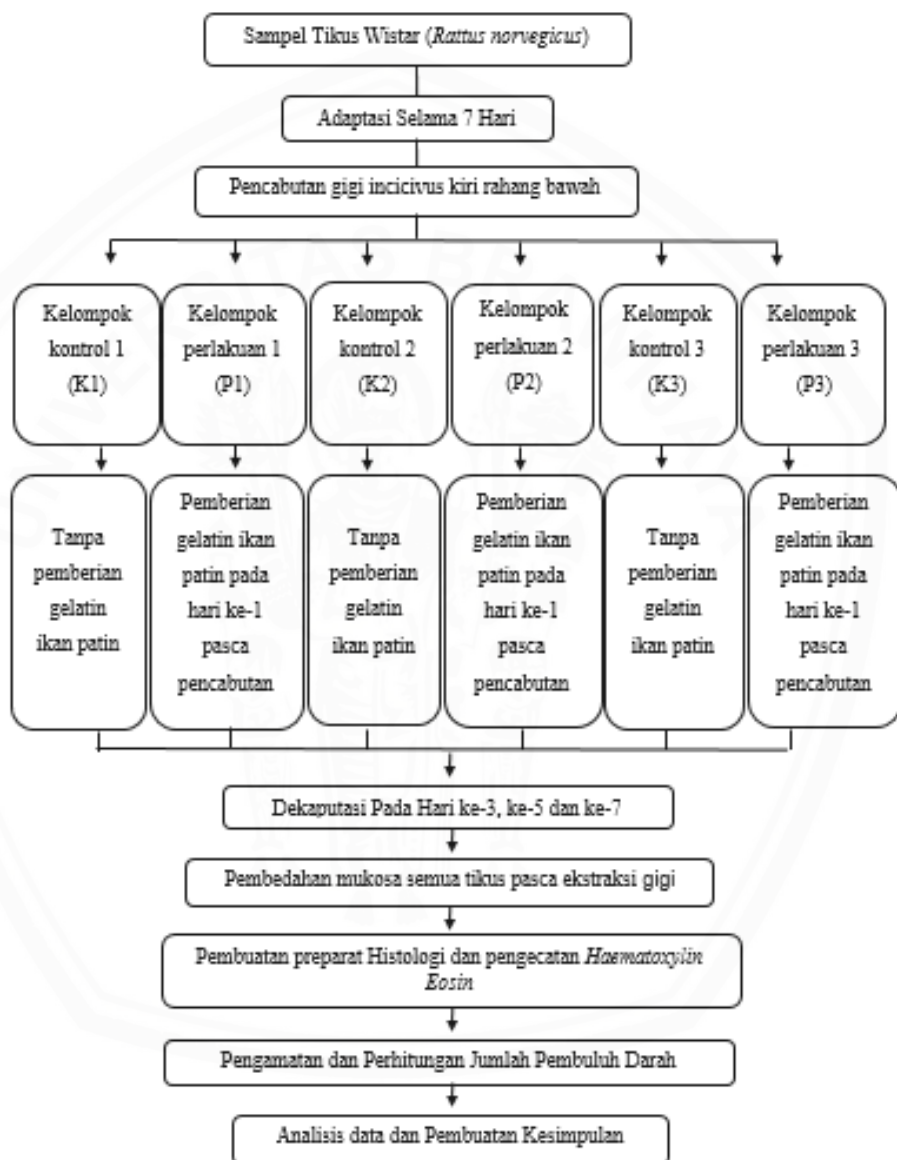 Sampel Tikus Wistar (Rattus norvegicus)
Adaptasi Selama 7 Hari
Pencabutan gigi incicivus kiri rahang bawah
Kelompok
kontrol 1
(K1)
Kelompok
perlakuan 1
(P1)
Kelompok
kontrol 2
(K2)
Kelompok
perlakuan 2
(P2)
Kelompok
kontrol 3
(K3)
Kelompok
perlakuan 3
(P3)
Tanpa
pemberian
gelatin
ikan patin
Pemberian
gelatin ikan
patin pada
hari ke-1
pasca
pencabutan
Tanpa
pemberian
gelatin
ikan patin
Pemberian
gelatin ikan
patin pada
hari ke-1
pasca
pencabutan
Tanpa
pemberian
gelatin
ikan patin
Pemberian
gelatin ikan
patin pada
hari ke-1
pasca
pencabutan
Dekaputasi Pada Hari ke-3, ke-5 dan ke-7
Pembedahan mukosa semua tikus pasca ekstraksi gigi
Pembuatan preparat Histologi dan pengecatan Haematoxylin
Eosin
Pengamatan dan Perhitungan Jumlah Pembuluh Darah
Analisis data dan Pembuatan Kesimpulan